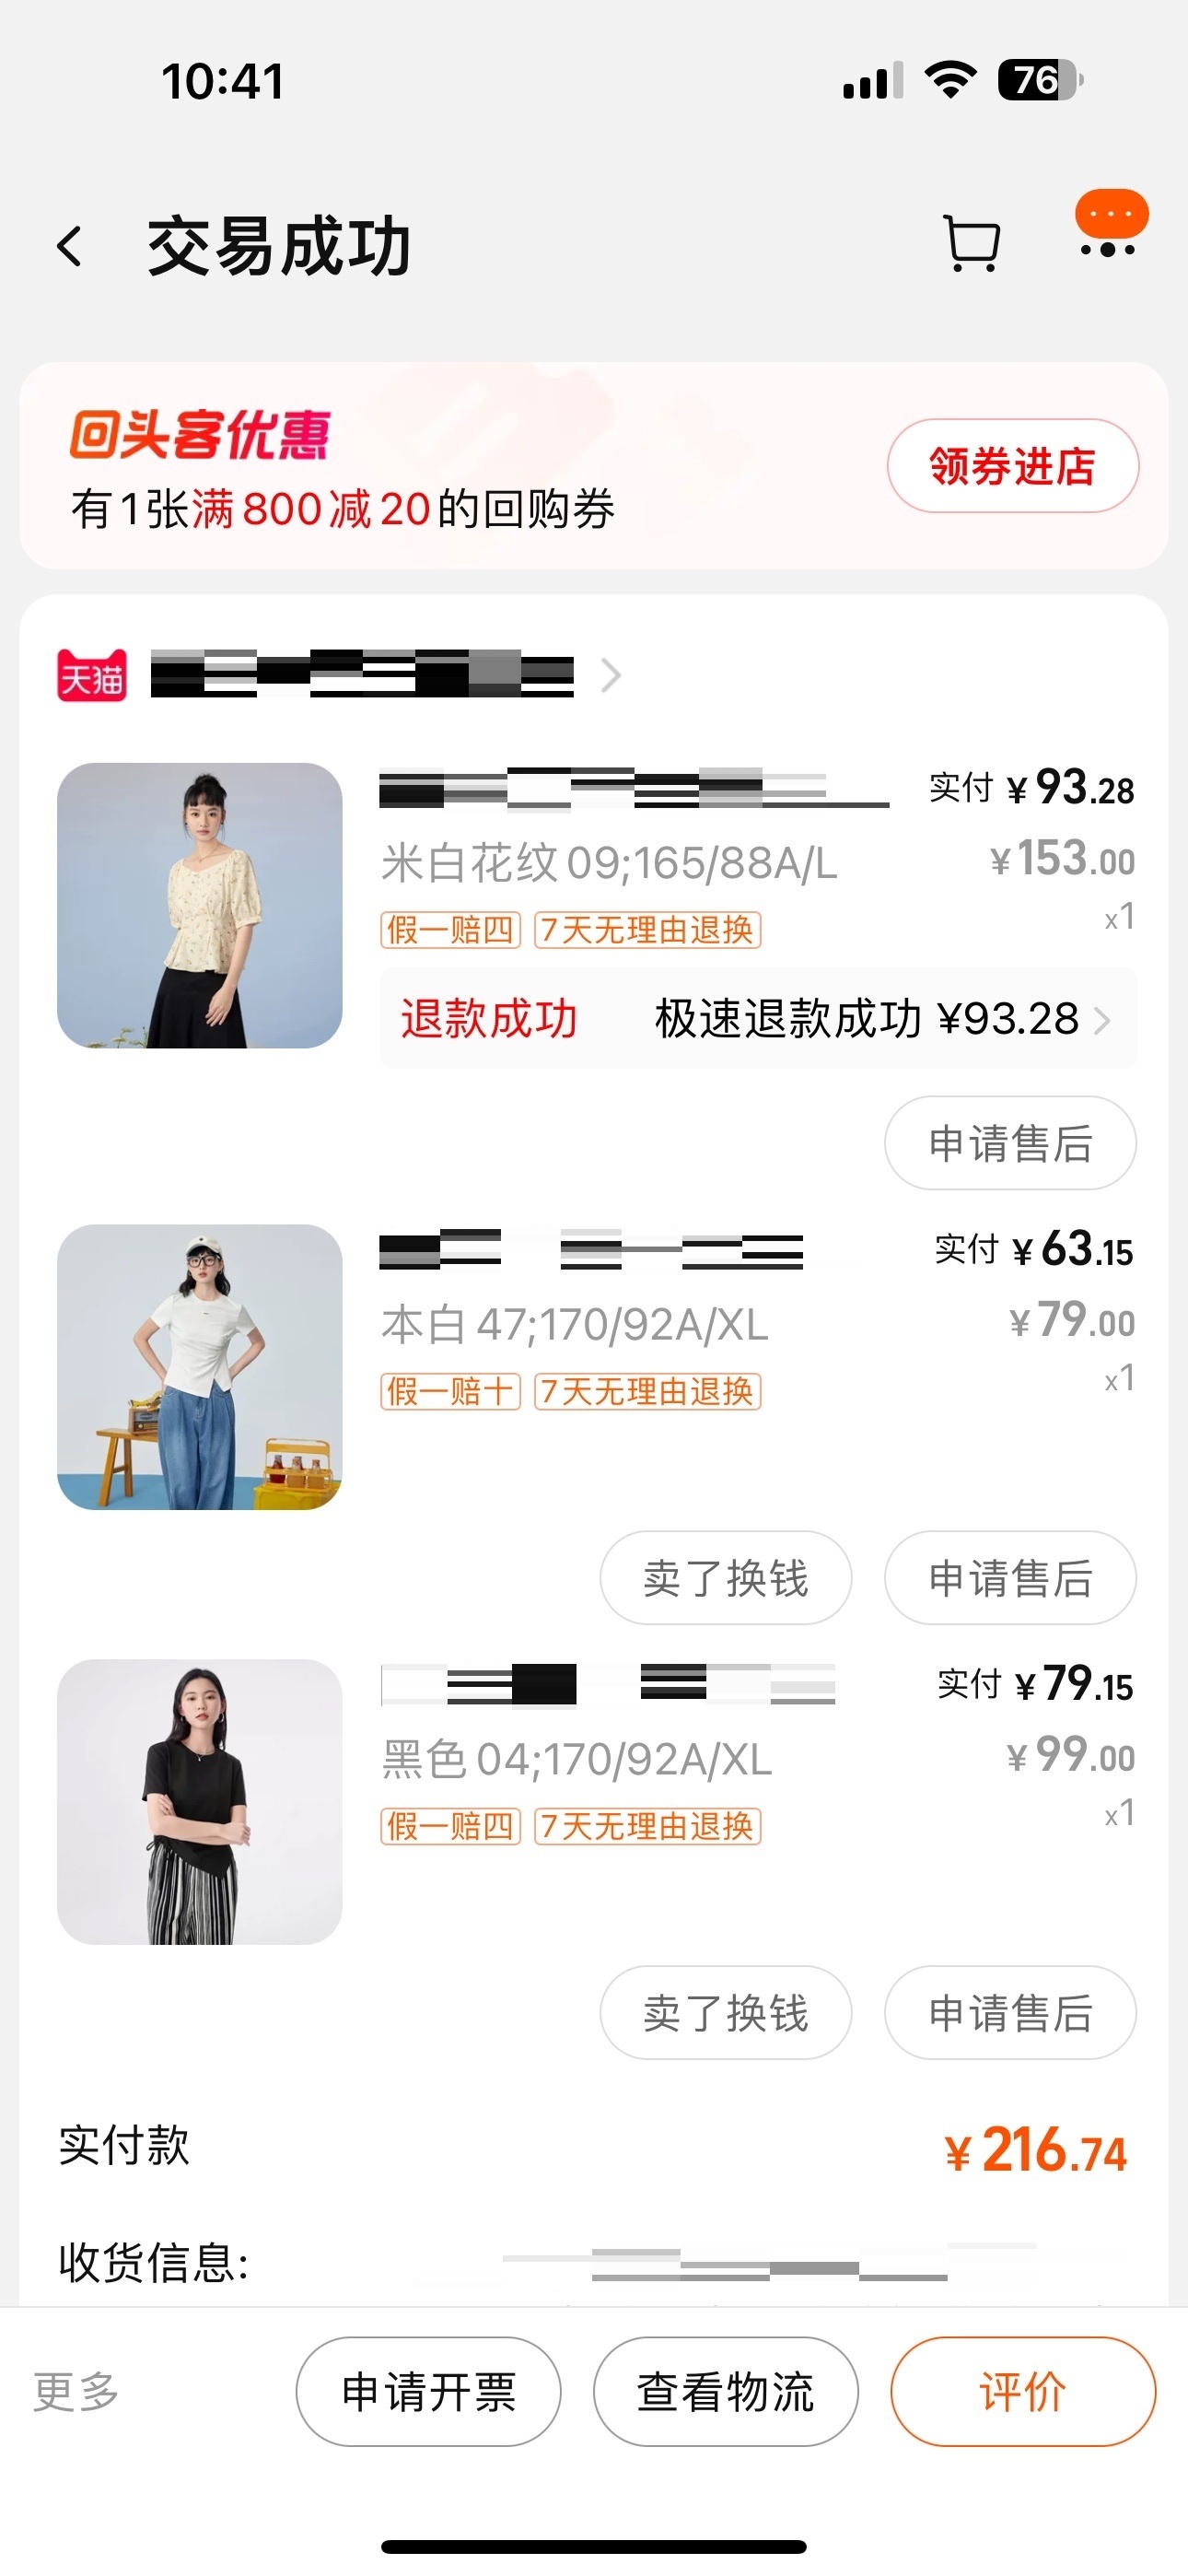 10:41
76
交易成功
回头客优惠
有1张满800减20的回购券
领券进店
天猫
实付 ¥93.28
米白花纹09;165/88A/L
¥153.00
假一赔四 7天无理由退换
x1
退款成功 极速退款成功 ¥93.28
申请售后
实付 ¥63.15
本白47;170/92A/XL
¥79.00
假一赔十 7天无理由退换
x1
卖了换钱 申请售后
实付 ¥79.15
黑色04;170/92A/XL
¥99.00
假一赔四 7天无理由退换
x1
卖了换钱 申请售后
实付款 ¥216.74
收货信息:
更多 申请开票 查看物流 评价